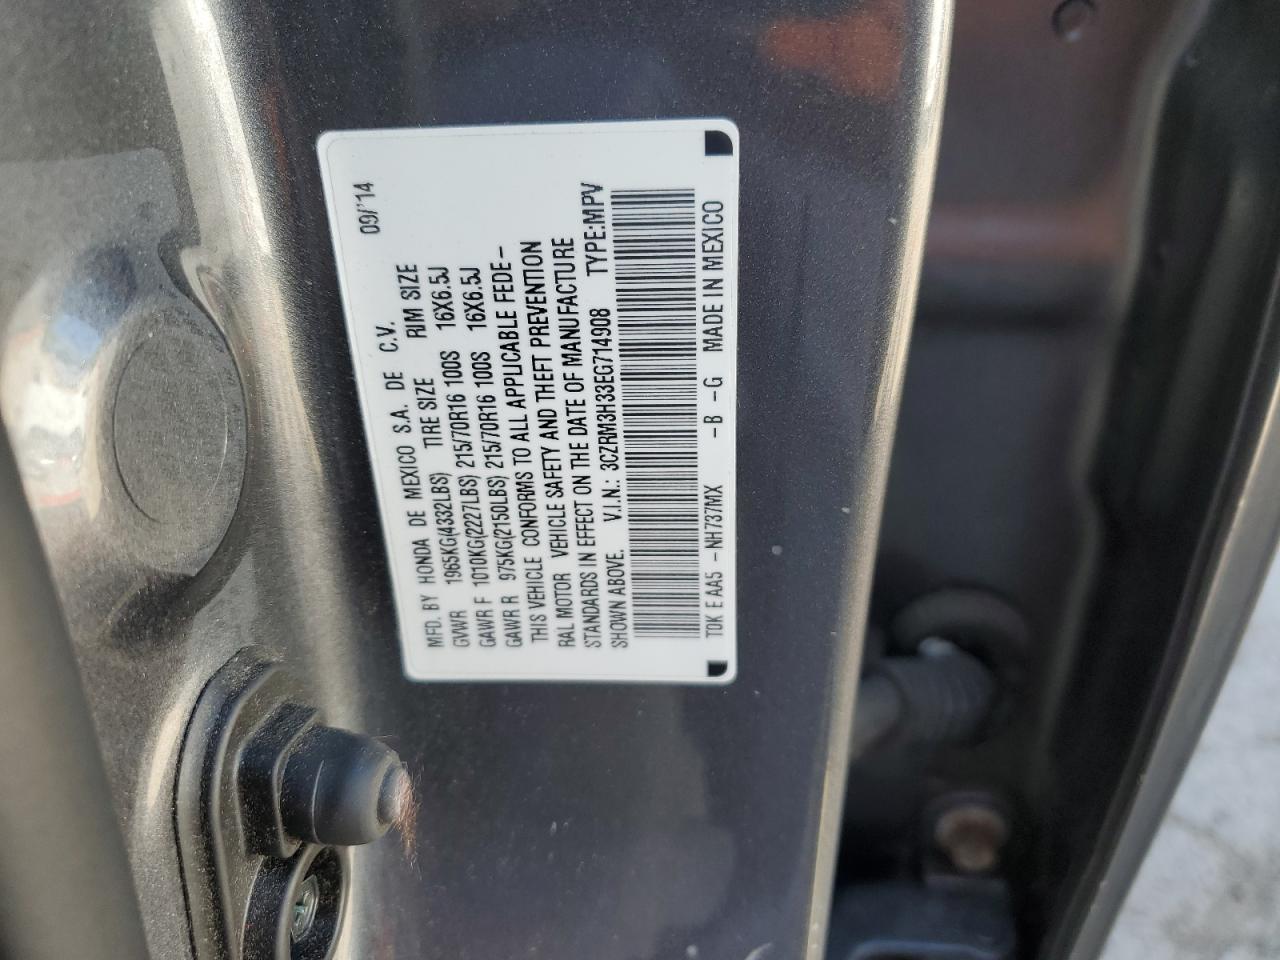 09/'14
MFD. BY HONDA DE MEXICO S.A. DE C.V.
GVWR 1965KG(4332LBS) TIRE SIZE RIM SIZE
GAWR F 1010KG(2227LBS) 215/70R16 100S 16X6.5J
GAWR R 975KG(2150LBS) 215/70R16 100S 16X6.5J
THIS VEHICLE CONFORMS TO ALL APPLICABLE FEDE-
RAL MOTOR VEHICLE SAFETY AND THEFT PREVENTION
STANDARDS IN EFFECT ON THE DATE OF MANUFACTURE
SHOWN ABOVE. V.I.N.: 3CZRM3H33EG714908 TYPE:MPV
TDK E AA5 -NH737MX -B -G MADE IN MEXICO